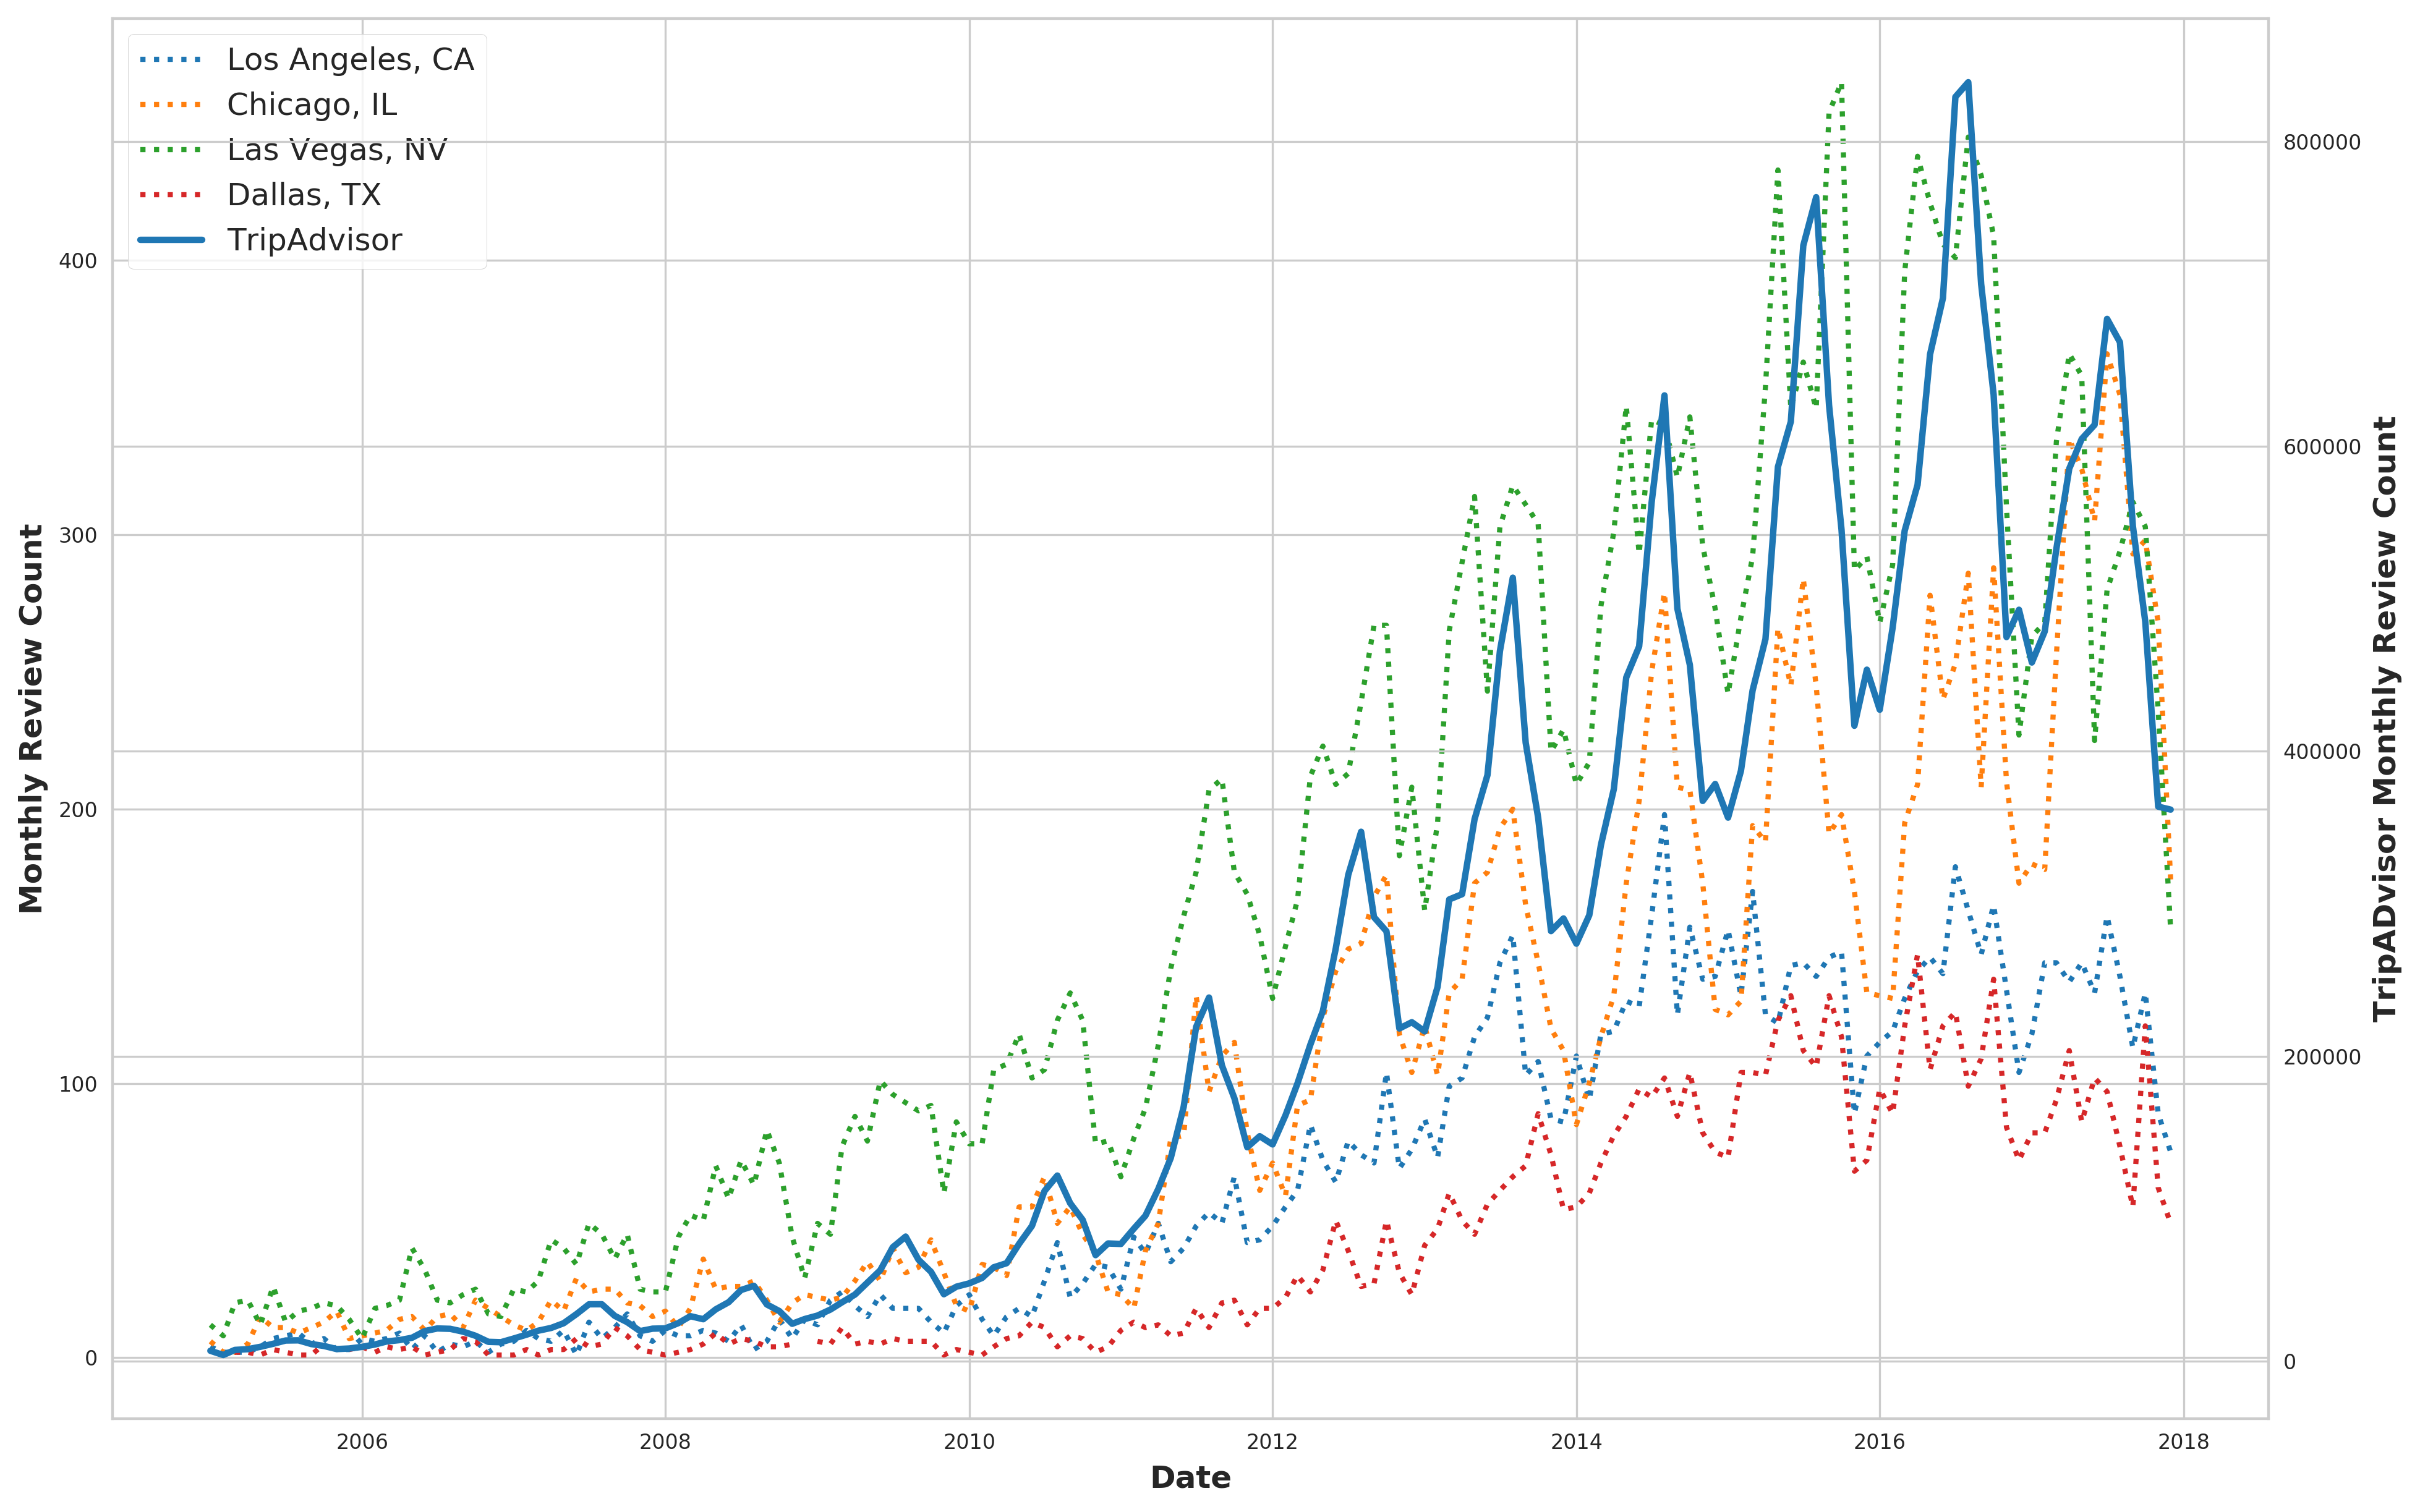 Los Angeles, CA
Chicago, IL
Las Vegas, NV
Dallas, TX
TripAdvisor
Monthly Review Count
400
300
200
100
0
800000
600000
400000
200000
0
TripADvisor Monthly Review Count
2006
2008
2010
2012
2014
2016
2018
Date